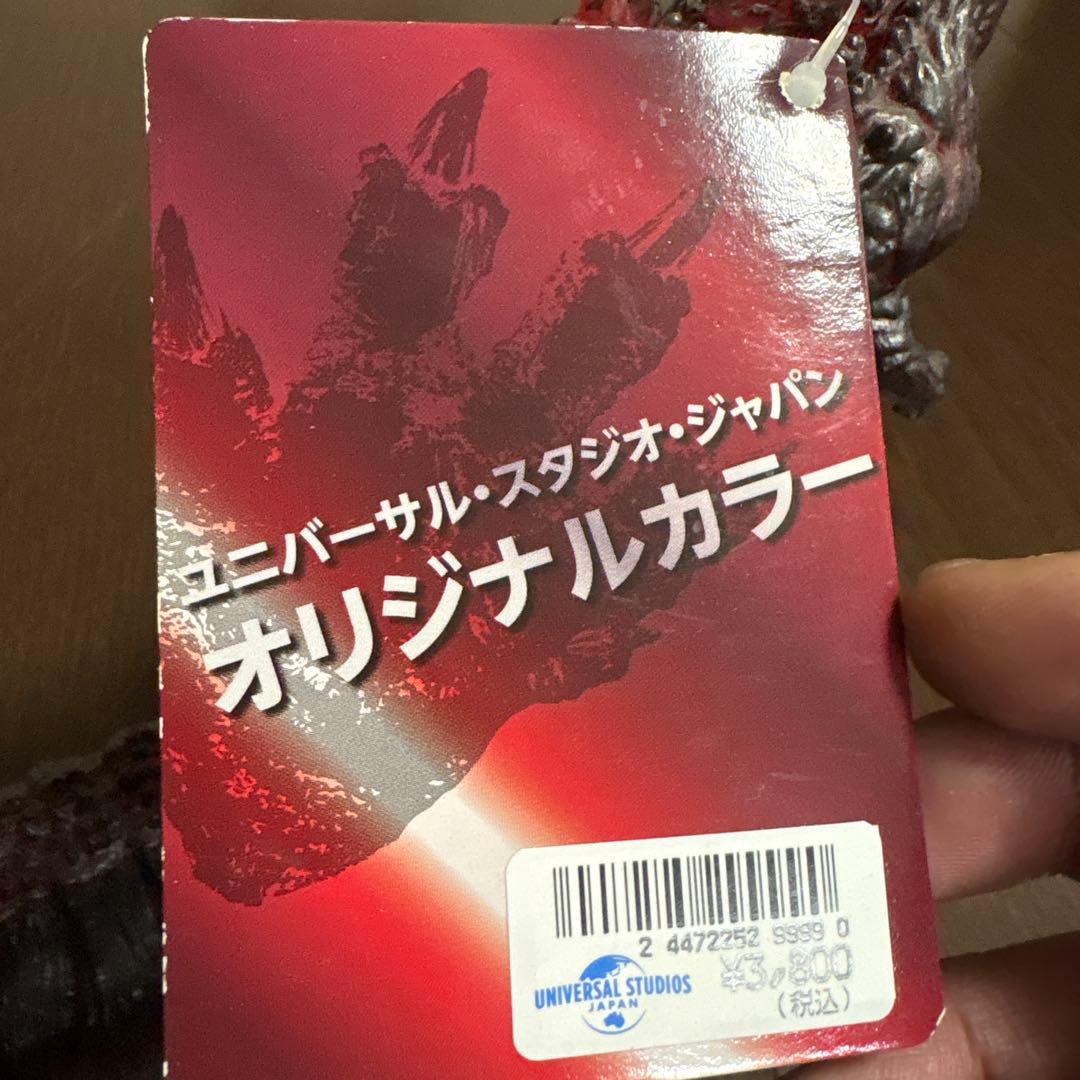 ユニバーサル・スタジオ・ジャパン
オリジナルカラー
2 4472252 9999 0
¥3,800
(税込)
UNIVERSAL STUDIOS
JAPAN